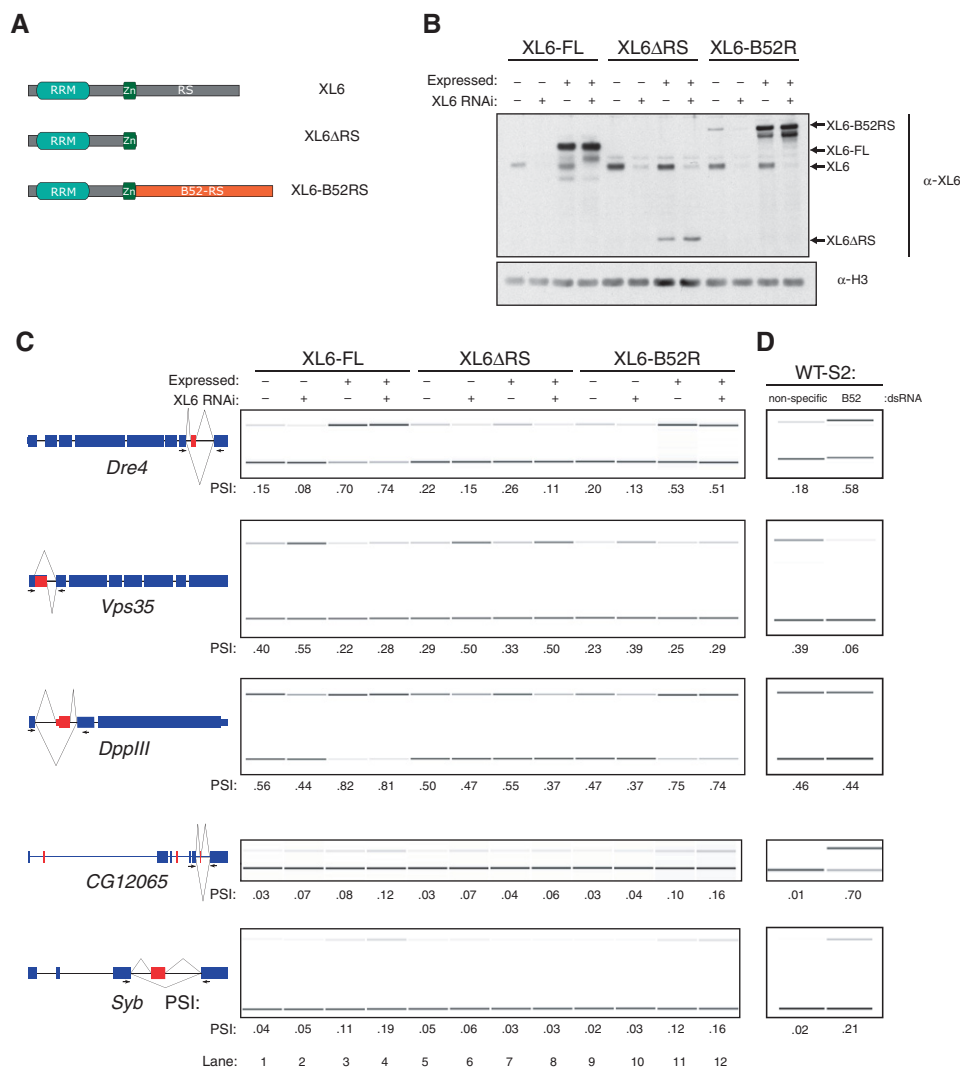 A
RRM Zn RS XL6
RRM Zn XL6ΔRS
RRM Zn B52-RS XL6-B52RS
B
XL6-FL XL6ΔRS XL6-B52R
Expressed: – – + + – – + + – – + +
XL6 RNAi: – + – + – + – + – + – +
XL6-B52RS
XL6-FL
XL6
XL6ΔRS
α-XL6
α-H3
C
XL6-FL XL6ΔRS XL6-B52R
Expressed: – – + + – – + + – – + +
XL6 RNAi: – + – + – + – + – + – +
Dre4
PSI: .15 .08 .70 .74 .22 .15 .26 .11 .20 .13 .53 .51
Vps35
PSI: .40 .55 .22 .28 .29 .50 .33 .50 .23 .39 .25 .29
DppIII
PSI: .56 .44 .82 .81 .50 .47 .55 .37 .47 .37 .75 .74
CG12065
PSI: .03 .07 .08 .12 .03 .07 .04 .06 .03 .04 .10 .16
Syb PSI:
PSI: .04 .05 .11 .19 .05 .06 .03 .03 .02 .03 .12 .16
Lane: 1 2 3 4 5 6 7 8 9 10 11 12
D
WT-S2:
non-specific B52 :dsRNA
.18 .58
.39 .06
.46 .44
.01 .70
.02 .21